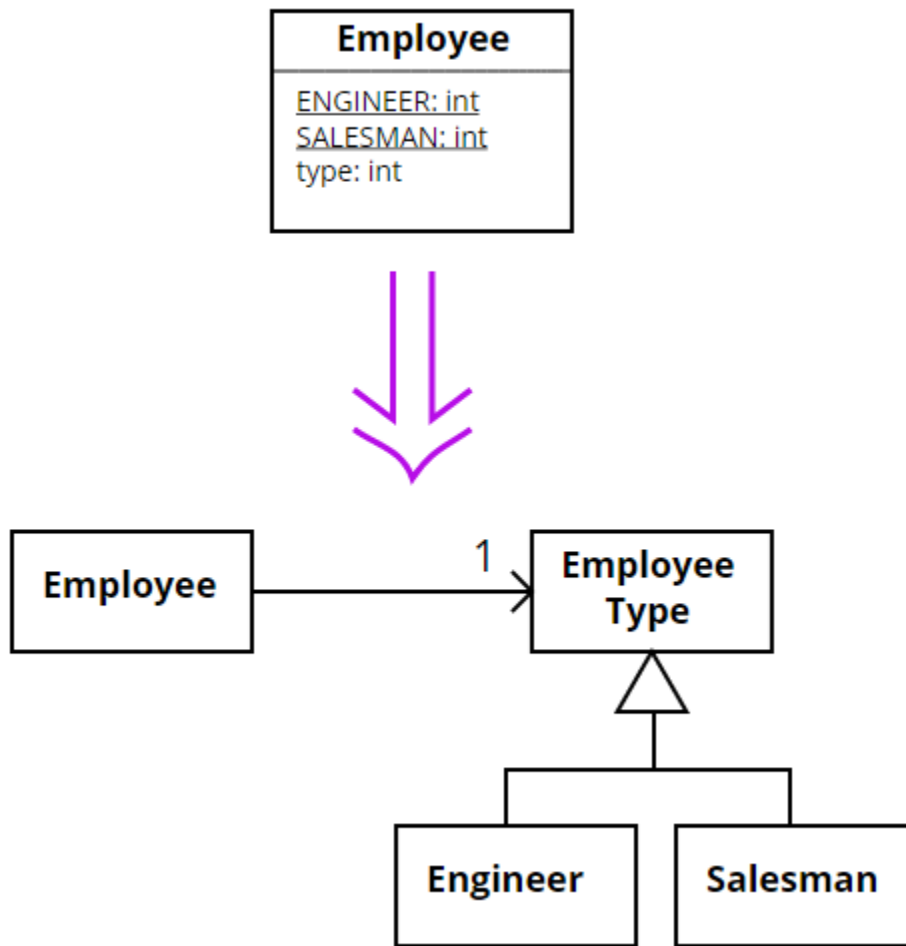 Employee
ENGINEER: int
SALESMAN: int
type: int
1
Employee
Employee
Type
Engineer
Salesman